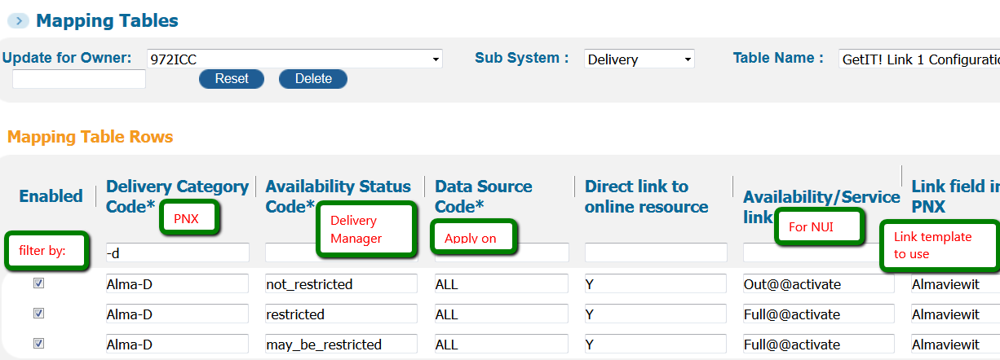 Mapping Tables
Update for Owner: 972ICC Sub System : Delivery Table Name : GetIT! Link 1 Configuratio
Reset Delete
Mapping Table Rows
Enabled Delivery Category Code* Availability Status Code* Data Source Code* Direct link to online resource Availability/Service link Link field in PNX
PNX Delivery Manager Apply on For NUI Link template to use
filter by: -d
Alma-D not_restricted ALL Y Out@@activate Almaviewit
Alma-D restricted ALL Y Full@@activate Almaviewit
Alma-D may_be_restricted ALL Y Full@@activate Almaviewit